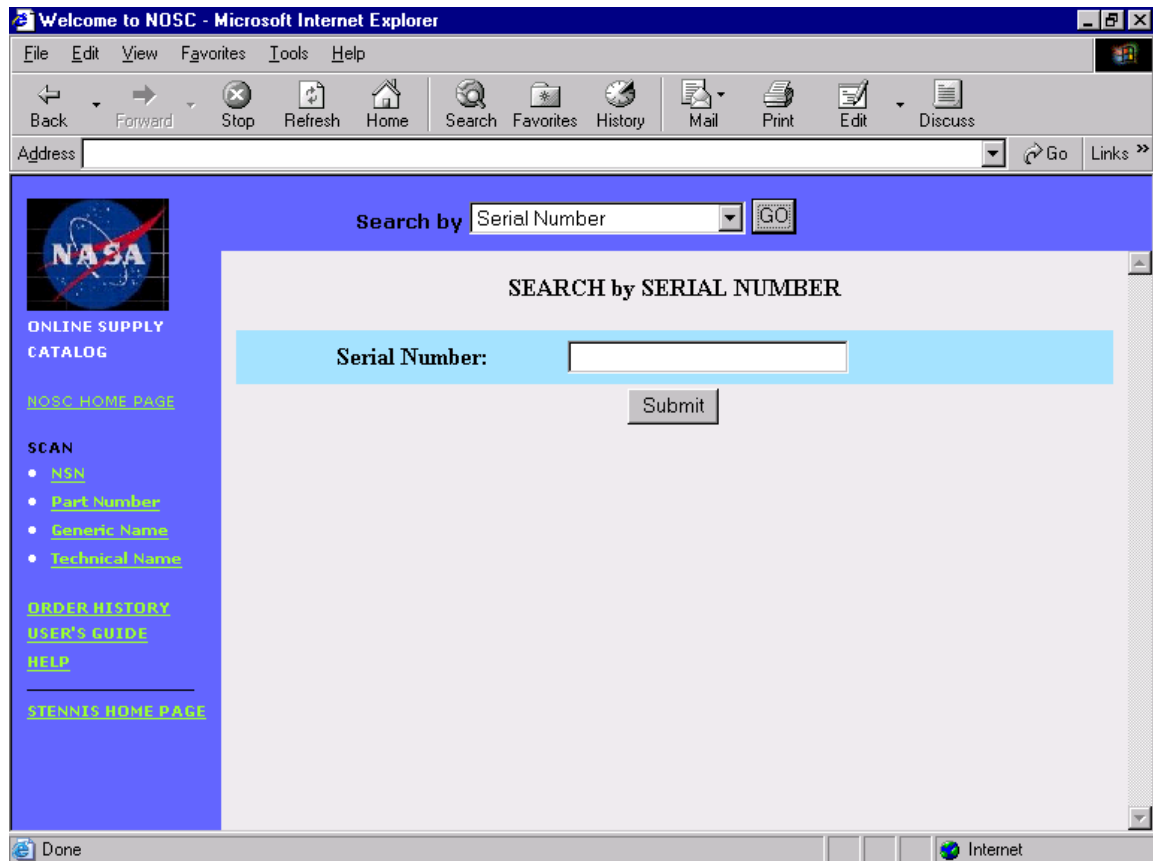 Welcome to NOSC - Microsoft Internet Explorer
File Edit View Favorites Tools Help
Back Forward Stop Refresh Home Search Favorites History Mail Print Edit Discuss
Address Go Links »
NASA
ONLINE SUPPLY
CATALOG
NOSC HOME PAGE
SCAN
• NSN
• Part Number
• Generic Name
• Technical Name
ORDER HISTORY
USER'S GUIDE
HELP
STENNIS HOME PAGE
Search by Serial Number GO
SEARCH by SERIAL NUMBER
Serial Number:
Submit
Done Internet